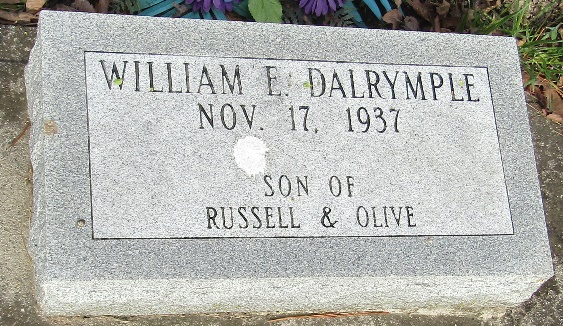 WILLIAM E. DALRYMPLE
NOV. 17, 1937
SON OF
RUSSELL & OLIVE